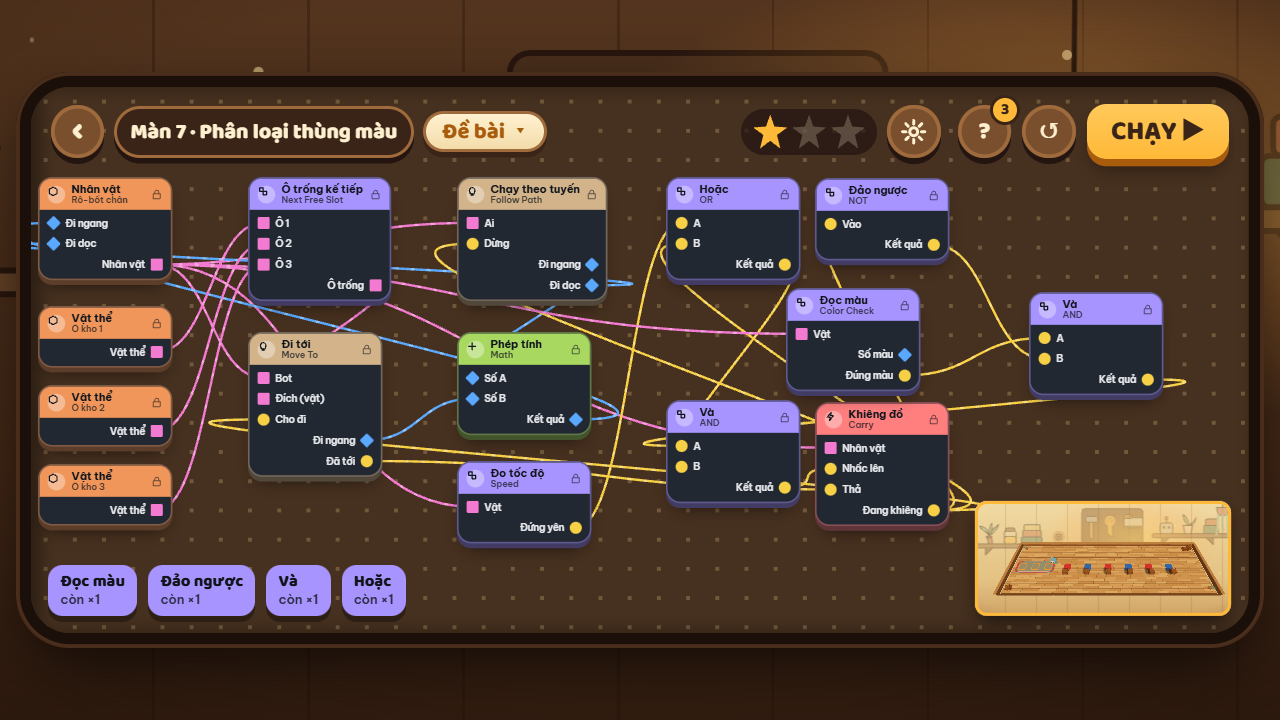 Màn 7 · Phân loại thùng màu
Đề bài
?
3
CHẠY
Nhân vật
Rô-bốt chân
Đi ngang
Đi dọc
Nhân vật
Vật thể
Ô kho 1
Vật thể
Vật thể
Ô kho 2
Vật thể
Vật thể
Ô kho 3
Vật thể
Ô trống kế tiếp
Next Free Slot
Ô 1
Ô 2
Ô 3
Ô trống
Đi tới
Move To
Bot
Đích (vật)
Cho đi
Đi ngang
Đã tới
Chạy theo tuyến
Follow Path
Ai
Dừng
Đi ngang
Đi dọc
Phép tính
Math
Số A
Số B
Kết quả
Đo tốc độ
Speed
Vật
Đứng yên
Hoặc
OR
A
B
Kết quả
Đảo ngược
NOT
Vào
Kết quả
Đọc màu
Color Check
Vật
Số màu
Đúng màu
Và
AND
A
B
Kết quả
Khiêng đồ
Carry
Nhân vật
Nhấc lên
Thả
Đang khiêng
Và
AND
A
B
Kết quả
Đọc màu
còn ×1
Đảo ngược
còn ×1
Và
còn ×1
Hoặc
còn ×1